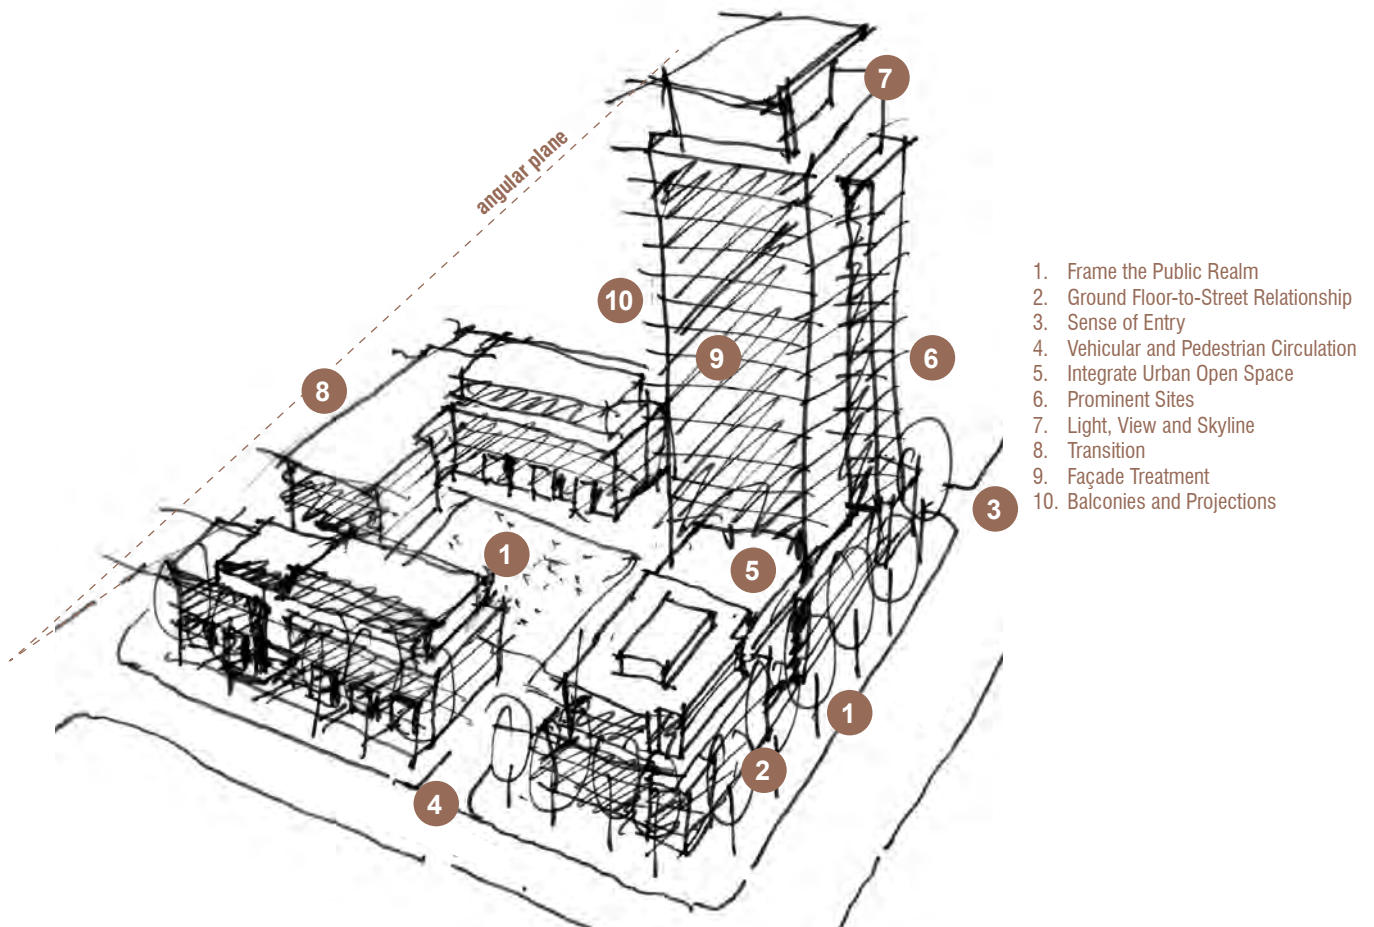 7
angular plane
10
9
6
8
3
1
5
1
2
4
1. Frame the Public Realm
2. Ground Floor-to-Street Relationship
3. Sense of Entry
4. Vehicular and Pedestrian Circulation
5. Integrate Urban Open Space
6. Prominent Sites
7. Light, View and Skyline
8. Transition
9. Façade Treatment
10. Balconies and Projections